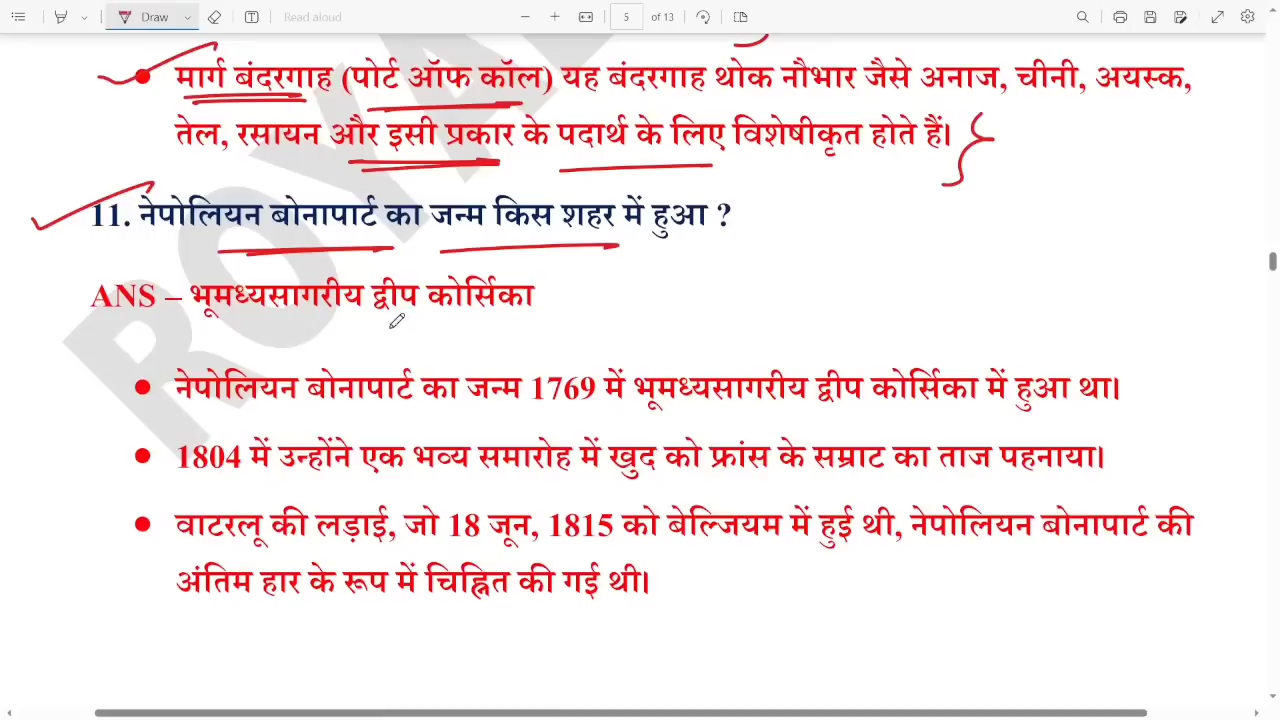 Draw
Read aloud
5 of 13
मार्ग बंदरगाह (पोर्ट ऑफ कॉल) यह बंदरगाह थोक नौभार जैसे अनाज, चीनी, अयस्क,
तेल, रसायन और इसी प्रकार के पदार्थ के लिए विशेषीकृत होते हैं।
11. नेपोलियन बोनापार्ट का जन्म किस शहर में हुआ ?
ANS – भूमध्यसागरीय द्वीप कोर्सिका
नेपोलियन बोनापार्ट का जन्म 1769 में भूमध्यसागरीय द्वीप कोर्सिका में हुआ था।
1804 में उन्होंने एक भव्य समारोह में खुद को फ्रांस के सम्राट का ताज पहनाया।
वाटरलू की लड़ाई, जो 18 जून, 1815 को बेल्जियम में हुई थी, नेपोलियन बोनापार्ट की
अंतिम हार के रूप में चिह्नित की गई थी।
ROYAL